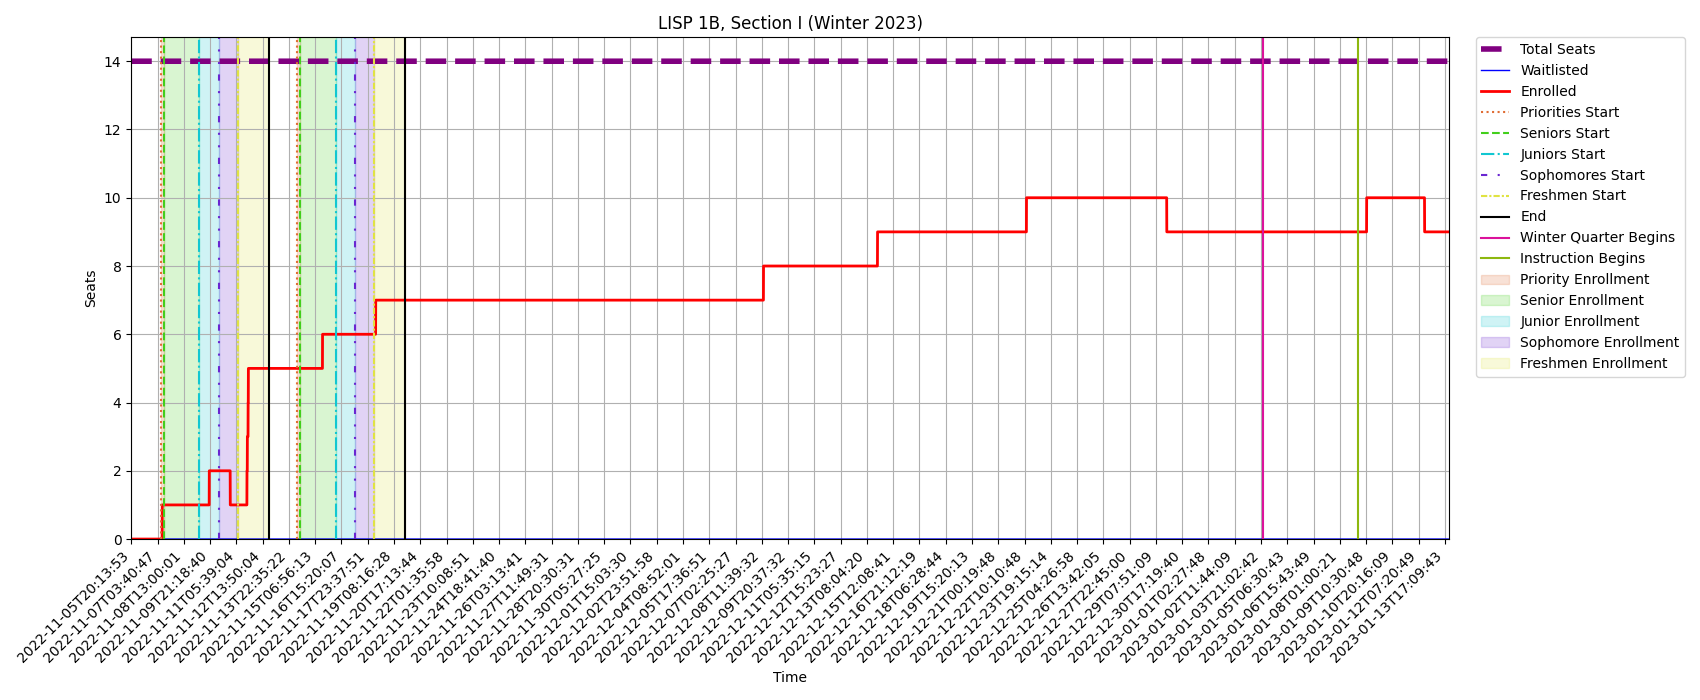 LISP 1B, Section I (Winter 2023)
Seats
14
12
10
8
6
4
2
0
2022-11-05T20:13:53
2022-11-07T03:40:47
2022-11-08T13:00:01
2022-11-09T21:18:40
2022-11-11T05:39:04
2022-11-12T13:50:04
2022-11-13T22:35:22
2022-11-15T06:56:13
2022-11-16T15:20:07
2022-11-17T23:37:51
2022-11-19T08:16:28
2022-11-20T17:13:44
2022-11-22T01:35:58
2022-11-23T10:08:51
2022-11-24T18:41:40
2022-11-26T03:13:41
2022-11-27T11:49:31
2022-11-28T20:30:31
2022-11-30T05:27:25
2022-12-01T15:03:30
2022-12-02T23:51:58
2022-12-04T08:52:01
2022-12-05T17:36:51
2022-12-07T02:25:27
2022-12-08T11:39:32
2022-12-09T20:37:32
2022-12-11T05:35:15
2022-12-12T15:23:27
2022-12-13T08:04:20
2022-12-15T12:08:41
2022-12-16T21:12:19
2022-12-18T06:28:44
2022-12-19T15:20:13
2022-12-21T00:19:48
2022-12-22T10:10:48
2022-12-23T19:15:14
2022-12-25T04:26:58
2022-12-26T13:42:05
2022-12-27T22:45:00
2022-12-29T07:51:09
2022-12-30T17:19:40
2023-01-01T02:27:48
2023-01-02T11:44:09
2023-01-03T21:02:42
2023-01-05T06:30:43
2023-01-06T15:43:49
2023-01-08T01:00:21
2023-01-09T10:30:48
2023-01-10T20:16:09
2023-01-12T07:20:49
2023-01-13T17:09:43
Time
Total Seats
Waitlisted
Enrolled
Priorities Start
Seniors Start
Juniors Start
Sophomores Start
Freshmen Start
End
Winter Quarter Begins
Instruction Begins
Priority Enrollment
Senior Enrollment
Junior Enrollment
Sophomore Enrollment
Freshmen Enrollment